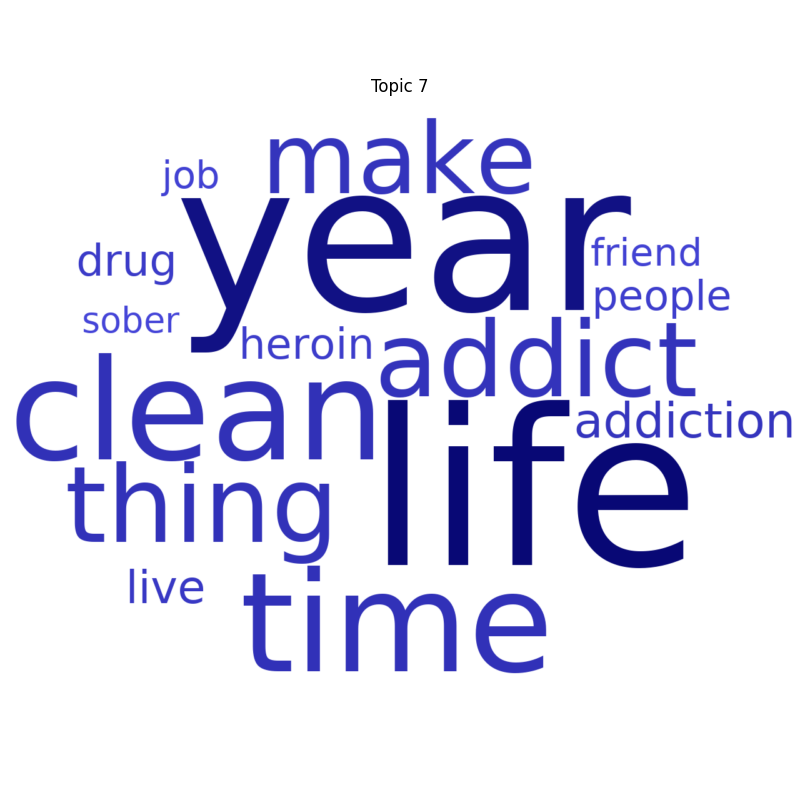 Topic 7
make
job
year
drug
friend
people
sober
heroin
addict
clean
addiction
life
thing
live
time